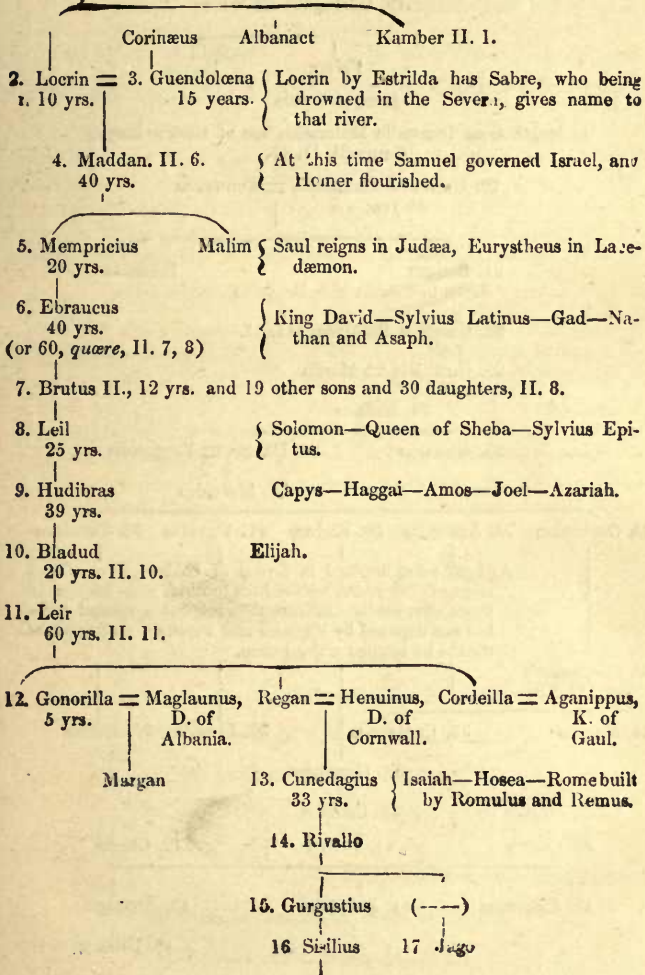 Corinæus Albanact Kamber II. 1.
2. Locrin = 3. Guendolœna { Locrin by Estrilda has Sabre, who being
10 yrs. 15 years. drowned in the Severn, gives name to
that river.
4. Maddan. II. 6. { At this time Samuel governed Israel, and
40 yrs. Homer flourished.
5. Mempricius Malim { Saul reigns in Judæa, Eurystheus in Lace-
20 yrs. dæmon.
6. Ebraucus { King David—Sylvius Latinus—Gad—Na-
40 yrs. than and Asaph.
(or 60, quære, II. 7, 8)
7. Brutus II., 12 yrs. and 19 other sons and 30 daughters, II. 8.
8. Leil { Solomon—Queen of Sheba—Sylvius Epi-
25 yrs. tus.
9. Hudibras Capys—Haggai—Amos—Joel—Azariah.
39 yrs.
10. Bladud Elijah.
20 yrs. II. 10.
11. Leir
60 yrs. II. 11.
12. Gonorilla = Maglaunus, Regan = Henuinus, Cordeilla = Aganippus,
5 yrs. D. of D. of K. of
Albania. Cornwall. Gaul.
Margan 13. Cunedagius { Isaiah—Hosea—Rome built
33 yrs. by Romulus and Remus.
14. Rivallo
15. Gurgustius (----)
16 Sisilius 17 Jago